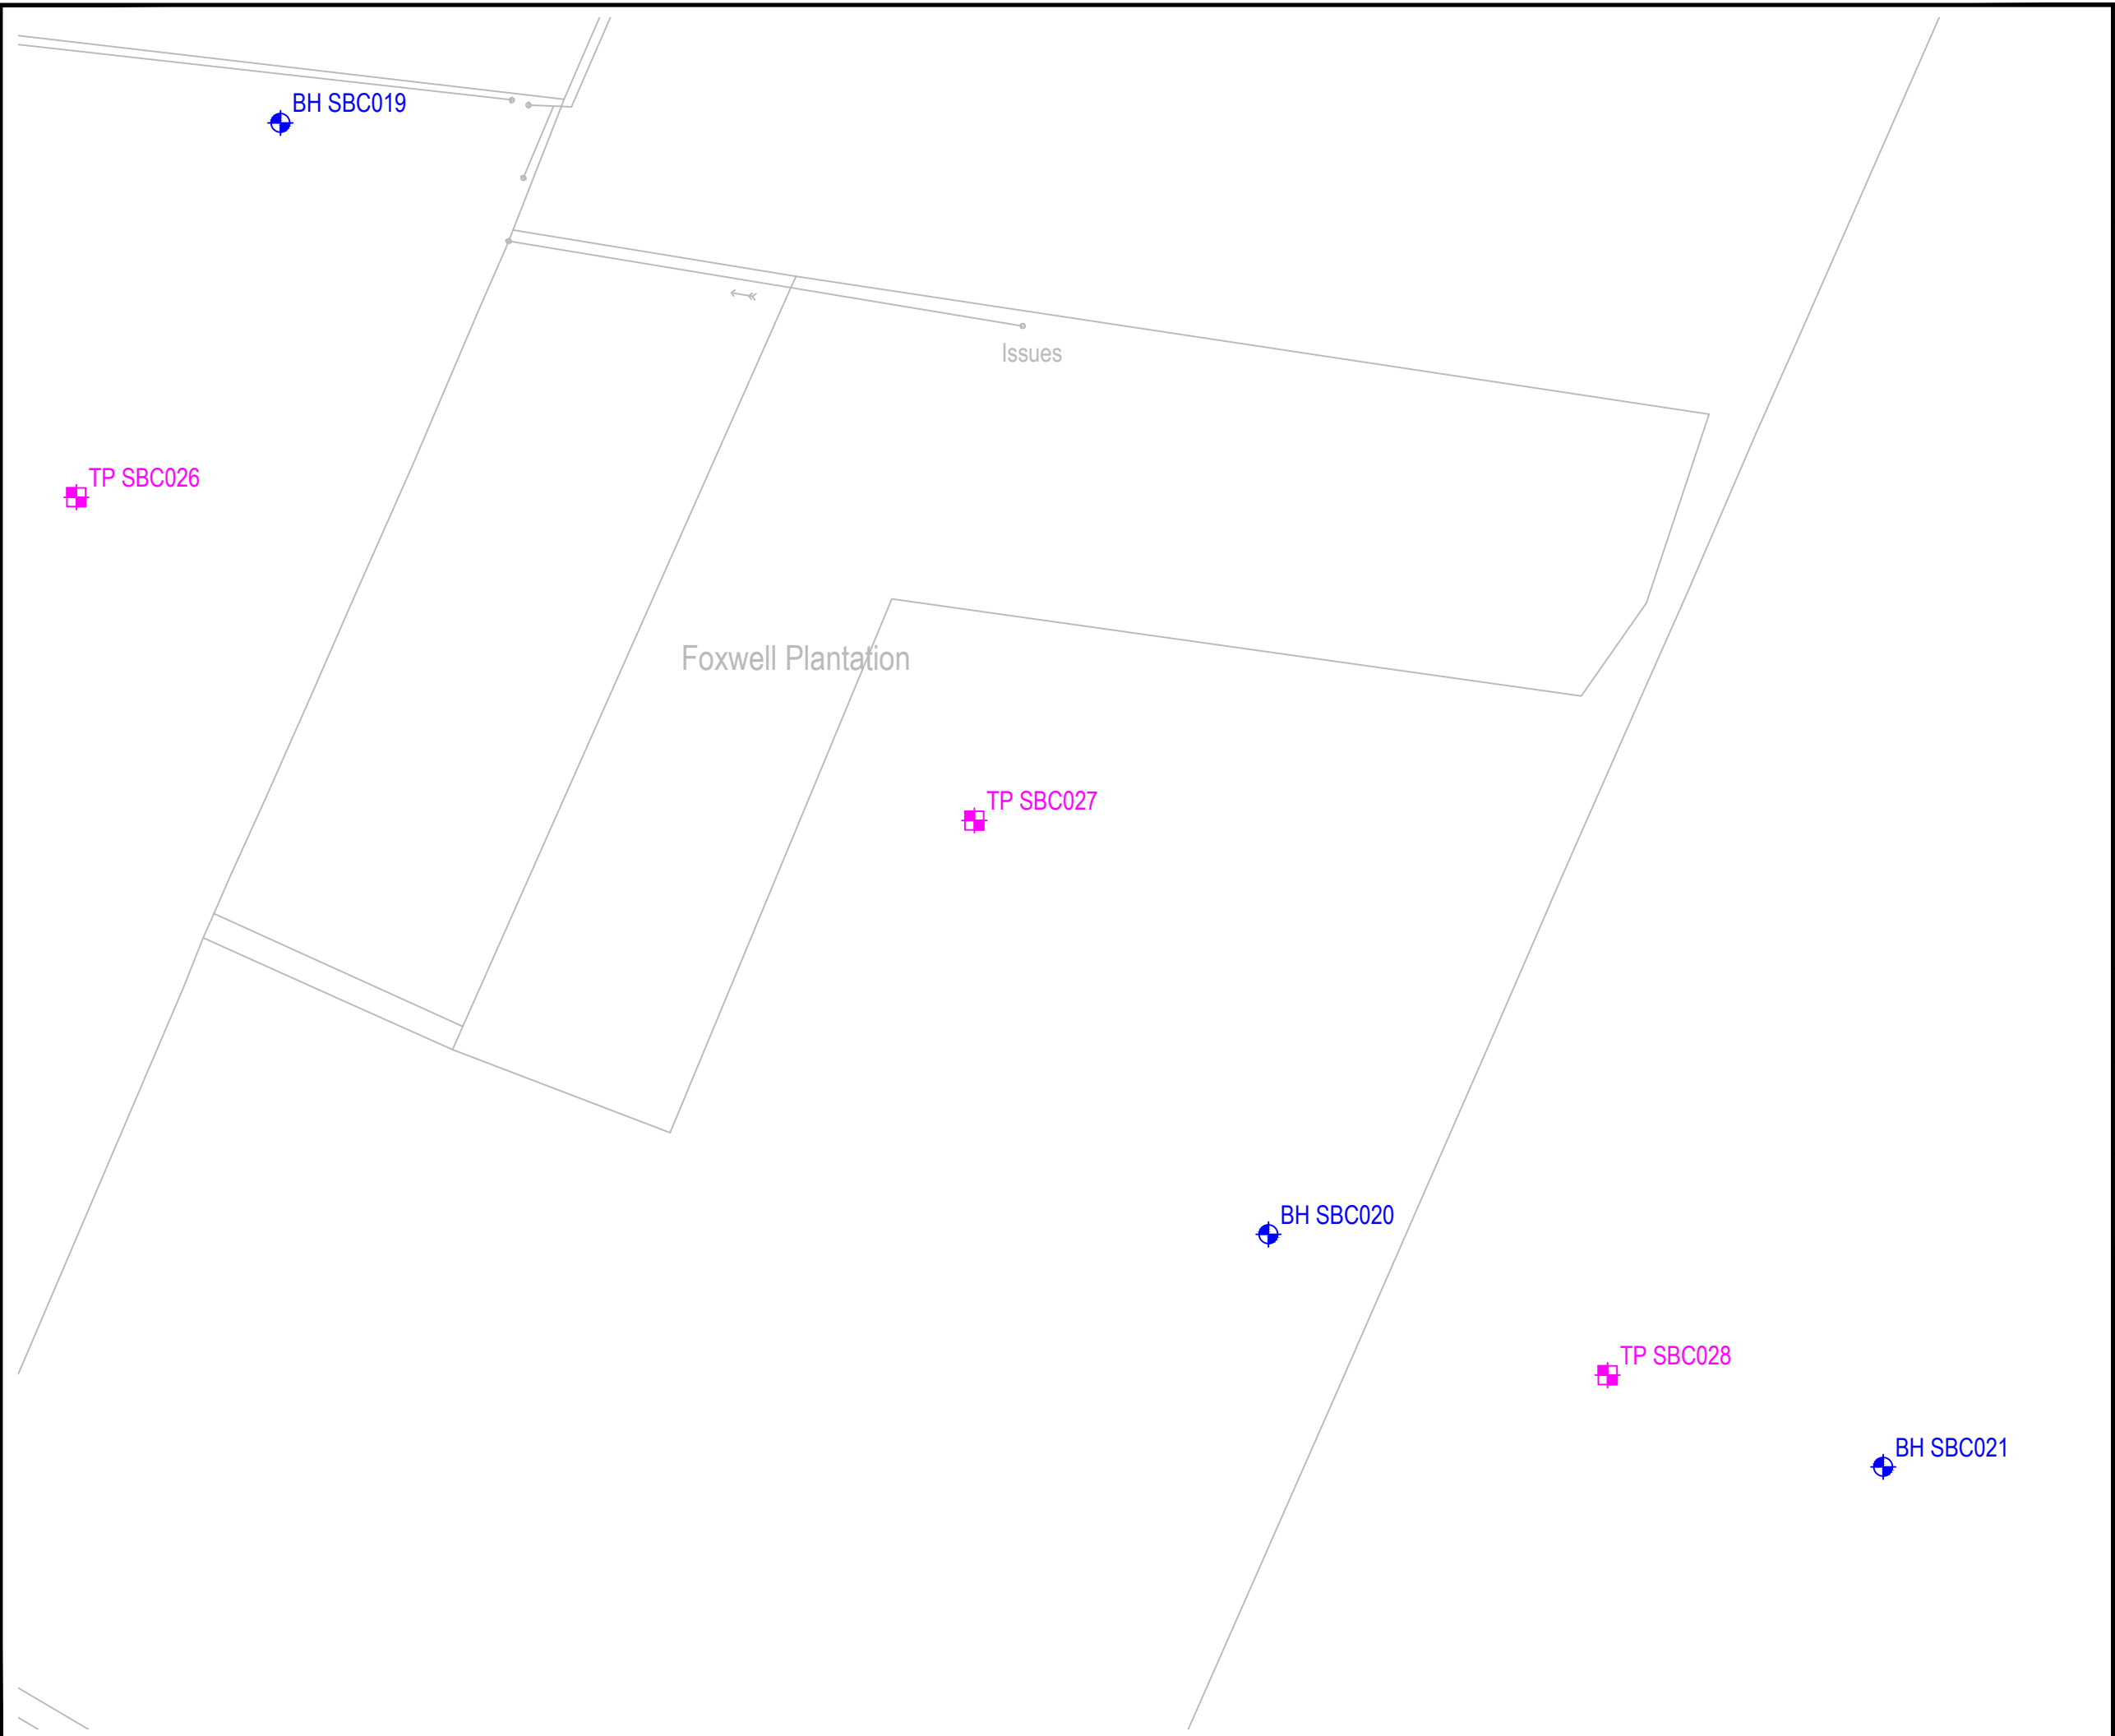 BH SBC019
Issues
TP SBC026
Foxwell Plantation
TP SBC027
BH SBC020
TP SBC028
BH SBC021